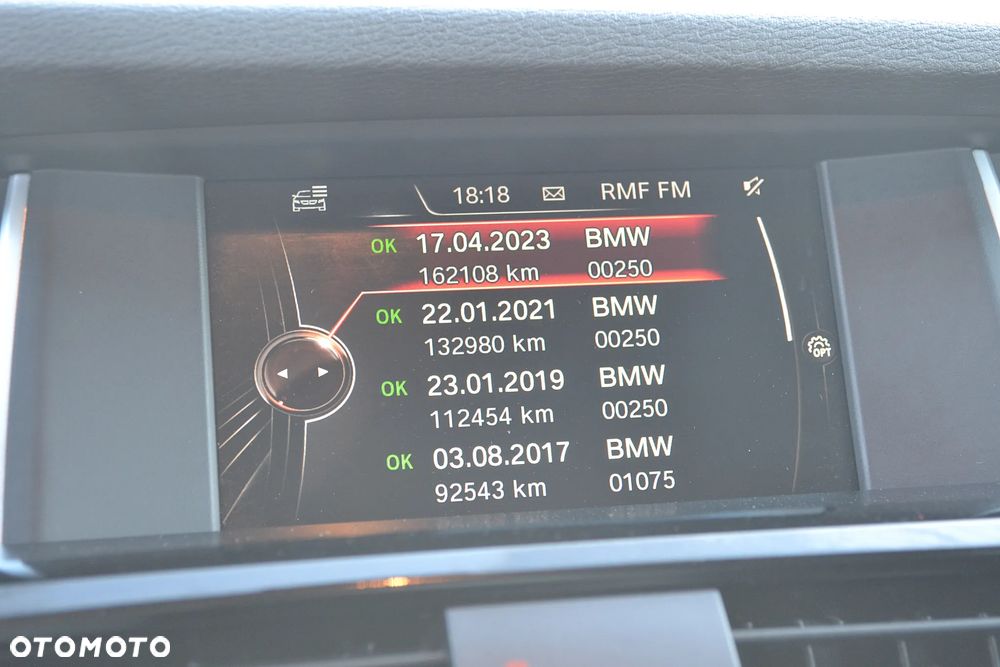 18:18 RMF FM
OK 17.04.2023 BMW
162108 km 00250
OK 22.01.2021 BMW
132980 km 00250
OK 23.01.2019 BMW
112454 km 00250
OK 03.08.2017 BMW
92543 km 01075
OPT
OTOMOTO